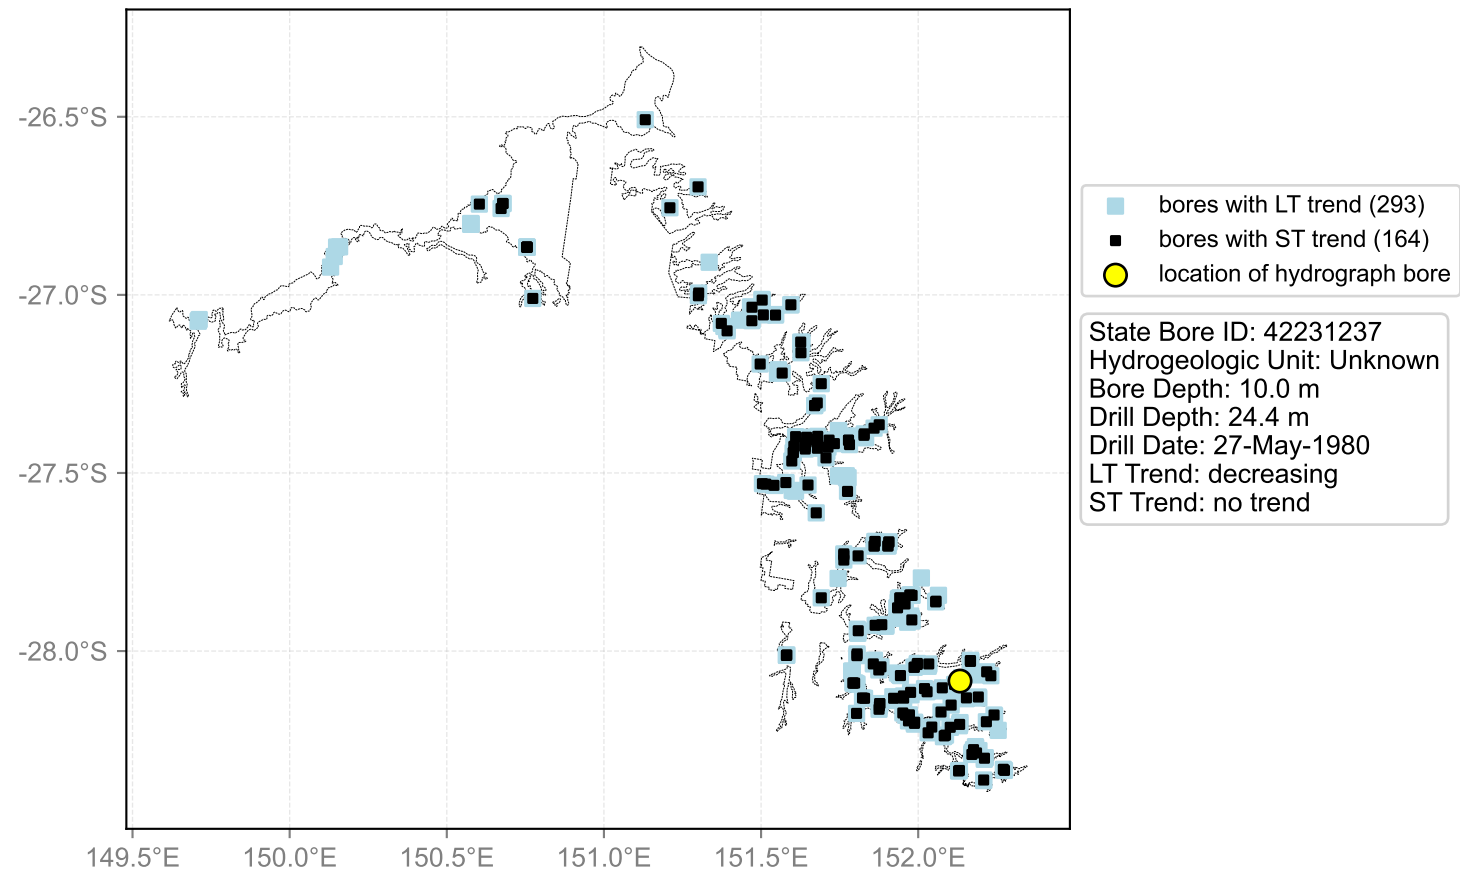 -26.5°S
-27.0°S
-27.5°S
-28.0°S
149.5°E
150.0°E
150.5°E
151.0°E
151.5°E
152.0°E
bores with LT trend (293)
bores with ST trend (164)
location of hydrograph bore
State Bore ID: 42231237
Hydrogeologic Unit: Unknown
Bore Depth: 10.0 m
Drill Depth: 24.4 m
Drill Date: 27-May-1980
LT Trend: decreasing
ST Trend: no trend